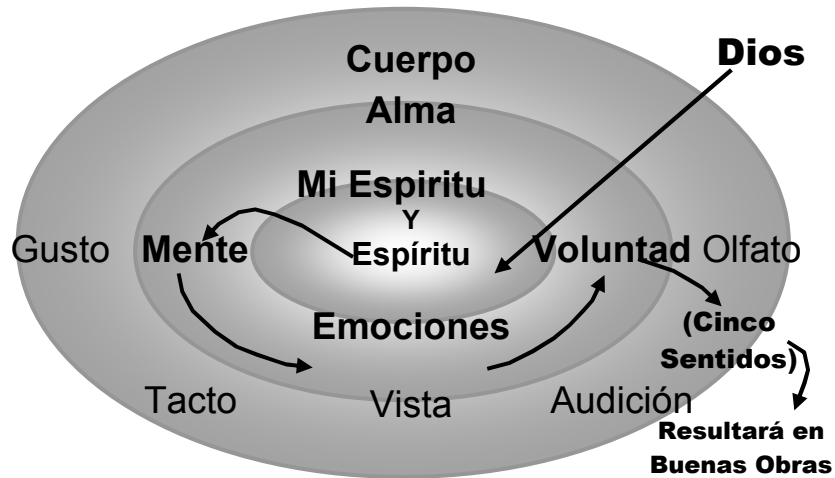 Cuerpo
Dios
Alma
Mi Espiritu
Y
Espíritu
Gusto
Mente
Voluntad
Olfato
Emociones
(Cinco
Sentidos)
Tacto
Vista
Audición
Resultará en
Buenas Obras